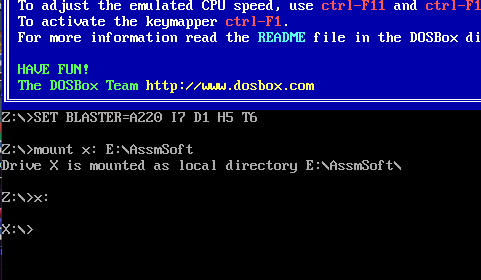 To adjust the emulated CPU speed, use ctrl-F11 and ctrl-F1
To activate the keymapper ctrl-F1.
For more information read the README file in the DOSBox di
HAVE FUN!
The DOSBox Team http://www.dosbox.com
Z:\>SET BLASTER=A220 I7 D1 H5 T6
Z:\>mount x: E:\AssmSoft
Drive X is mounted as local directory E:\AssmSoft\
Z:\>x:
X:\>